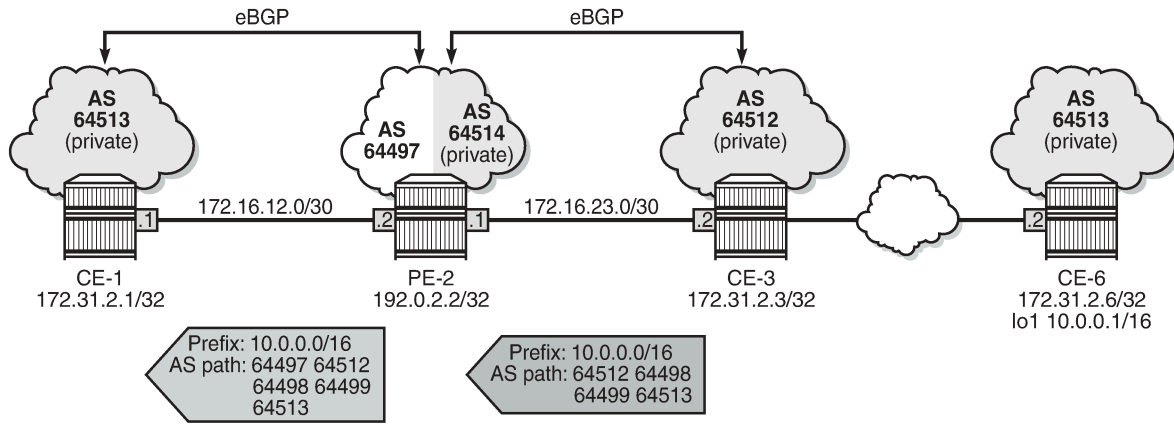 eBGP
eBGP
AS
64513
(private)
AS
64497
AS
64514
(private)
AS
64512
(private)
AS
64513
(private)
172.16.12.0/30
172.16.23.0/30
.1
.2
.1
.2
.2
CE-1
172.31.2.1/32
PE-2
192.0.2.2/32
CE-3
172.31.2.3/32
CE-6
172.31.2.6/32
lo1 10.0.0.1/16
Prefix: 10.0.0.0/16
AS path: 64497 64512
64498 64499
64513
Prefix: 10.0.0.0/16
AS path: 64512 64498
64499 64513